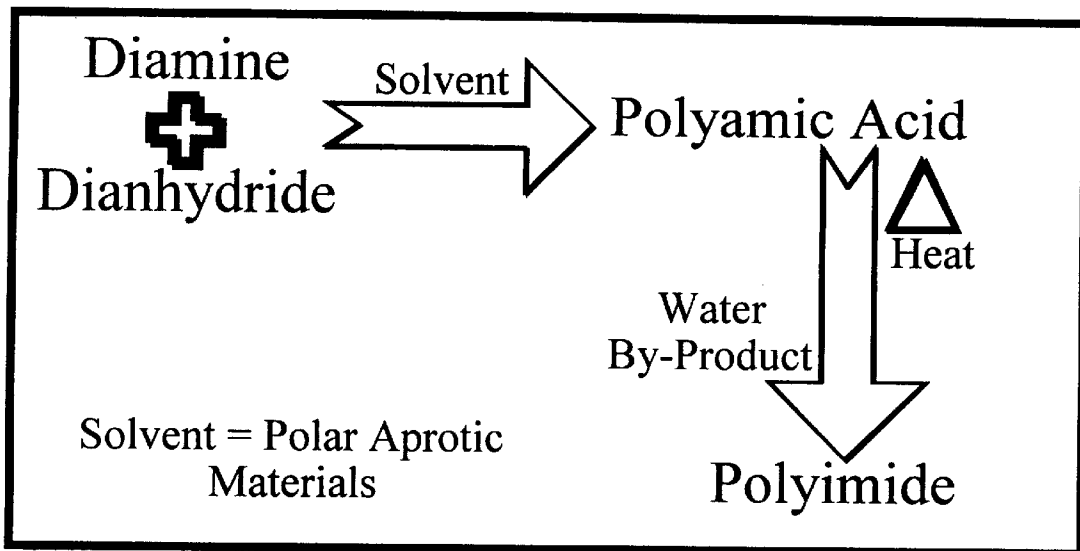 Diamine
Dianhydride
Solvent
Polyamic Acid
Heat
Water
By-Product
Polyimide
Solvent = Polar Aprotic
Materials